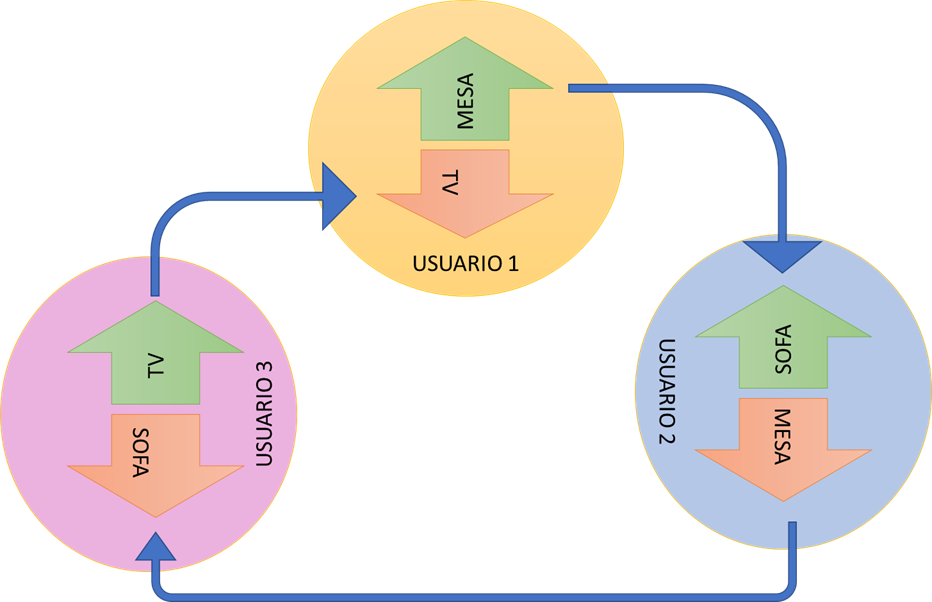 MESA
TV
USUARIO 1
TV
SOFA
USUARIO 3
USUARIO 2
SOFA
MESA